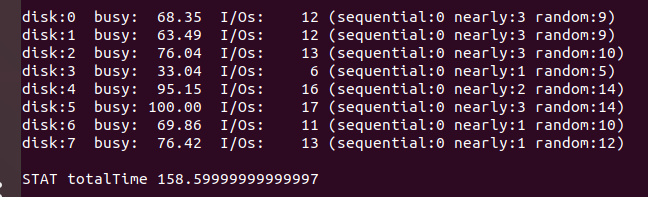 disk:0  busy:  68.35  I/Os:    12 (sequential:0 nearly:3 random:9)
disk:1  busy:  63.49  I/Os:    12 (sequential:0 nearly:3 random:9)
disk:2  busy:  76.04  I/Os:    13 (sequential:0 nearly:3 random:10)
disk:3  busy:  33.04  I/Os:     6 (sequential:0 nearly:1 random:5)
disk:4  busy:  95.15  I/Os:    16 (sequential:0 nearly:2 random:14)
disk:5  busy: 100.00  I/Os:    17 (sequential:0 nearly:3 random:14)
disk:6  busy:  69.86  I/Os:    11 (sequential:0 nearly:1 random:10)
disk:7  busy:  76.42  I/Os:    13 (sequential:0 nearly:1 random:12)
STAT totalTime 158.59999999999997